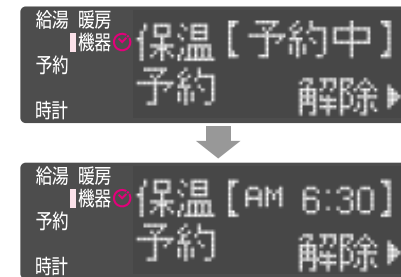 給湯 暖房
機器
予約
時計
保温 [予約中]
予約 解除▶
給湯 暖房
機器
予約
時計
保温 [AM 6:30]
予約 解除▶